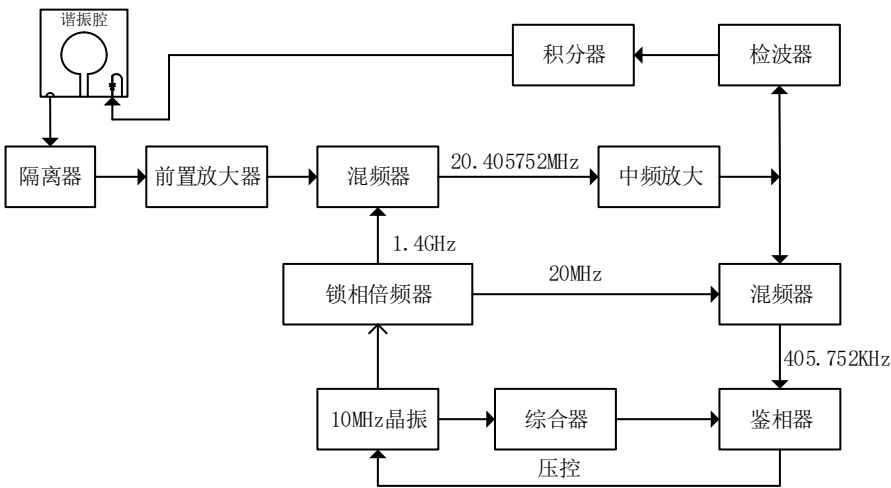 谐振腔
积分器
检波器
隔离器
前置放大器
混频器
20.405752MHz
中频放大
1.4GHz
锁相倍频器
20MHz
混频器
405.752KHz
10MHz晶振
综合器
鉴相器
压控